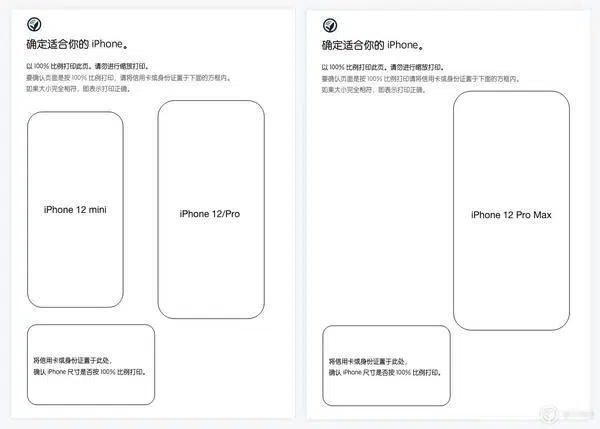 确定适合你的 iPhone。
以 100% 比例打印此页。请勿进行缩放打印。
要确认页面是按 100% 比例打印，请将信用卡或身份证置于下面的方框内。
如果大小完全相符，即表示打印正确。
iPhone 12 mini
iPhone 12/Pro
将信用卡或身份证置于此处，
确认 iPhone 尺寸是否按 100% 比例打印。
确定适合你的 iPhone。
以 100% 比例打印此页。请勿进行缩放打印。
要确认页面是按 100% 比例打印请将信用卡或身份证置于下面的方框内。
如果大小完全相符，即表示打印正确。
iPhone 12 Pro Max
将信用卡或身份证置于此处，
确认 iPhone 尺寸是否按 100% 比例打印。